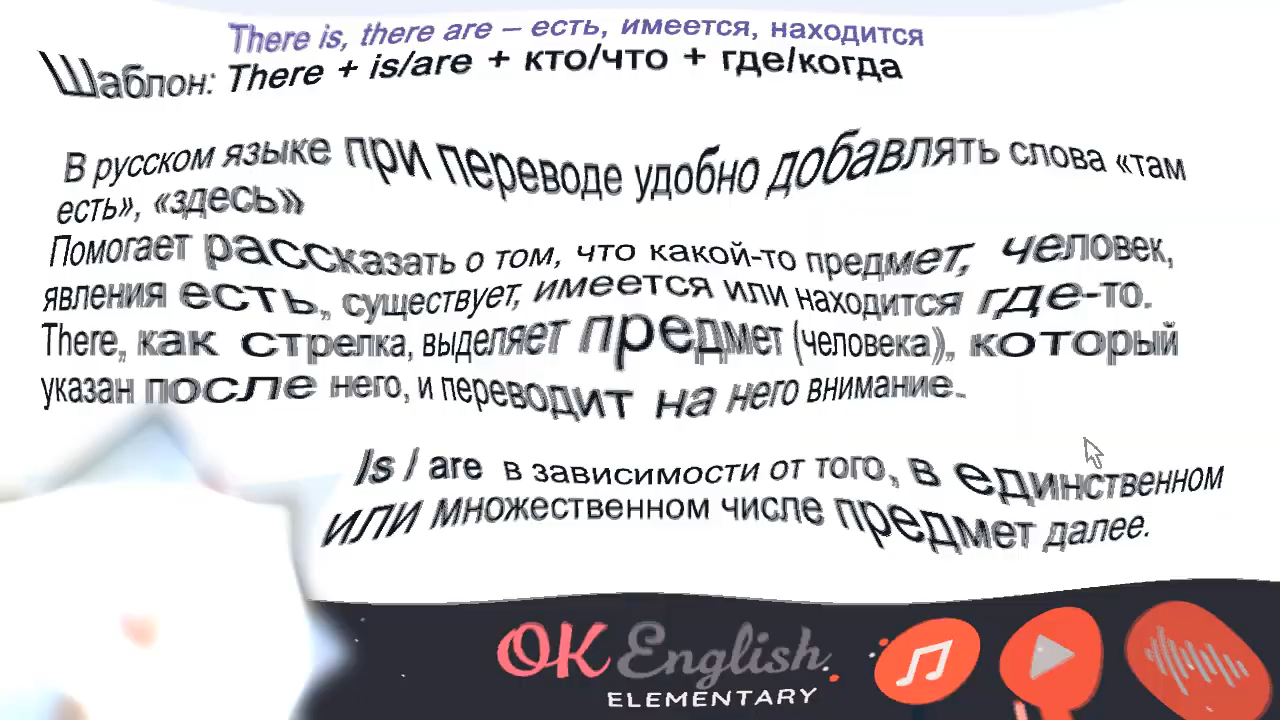 There is, there are – есть, имеется, находится
Шаблон: There + is/are + кто/что + где/когда
В русском языке при переводе удобно добавлять слова «там
есть», «здесь»
Помогает рассказать о том, что какой-то предмет, человек,
явления есть, существует, имеется или находится где-то.
There, как стрелка, выделяет предмет (человека), который
указан после него, и переводит на него внимание.
Is / are в зависимости от того, в единственном
или множественном числе предмет далее.
OK English
ELEMENTARY